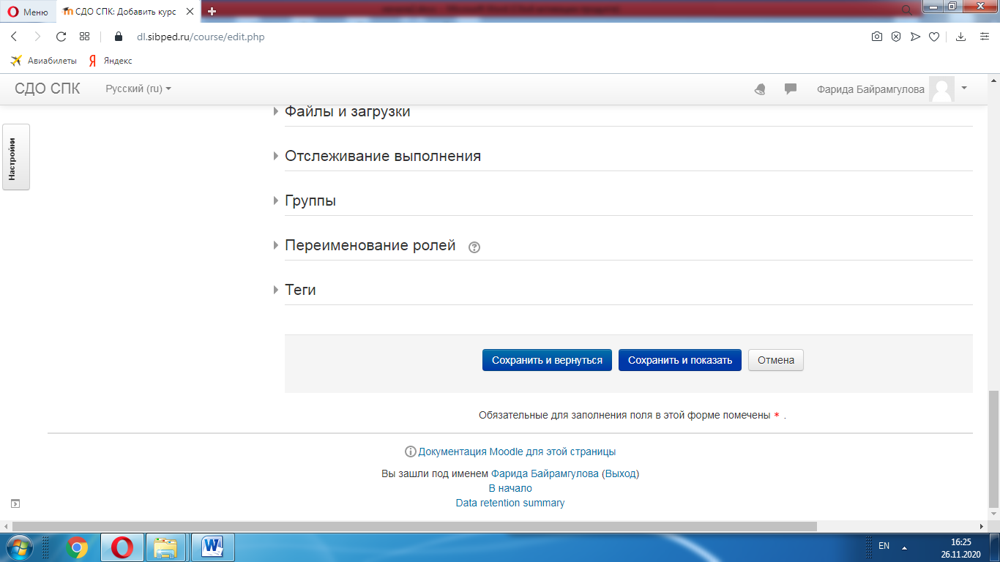 Меню
СДО СПК: Добавить курс
dl.sibped.ru/course/edit.php
Авиабилеты
Яндекс
СДО СПК
Русский (ru)
Фарида Байрамгулова
Настройки
Файлы и загрузки
Отслеживание выполнения
Группы
Переименование ролей
Теги
Сохранить и вернуться
Сохранить и показать
Отмена
Обязательные для заполнения поля в этой форме помечены * .
Документация Moodle для этой страницы
Вы зашли под именем Фарида Байрамгулова (Выход)
В начало
Data retention summary
EN
16:25
26.11.2020